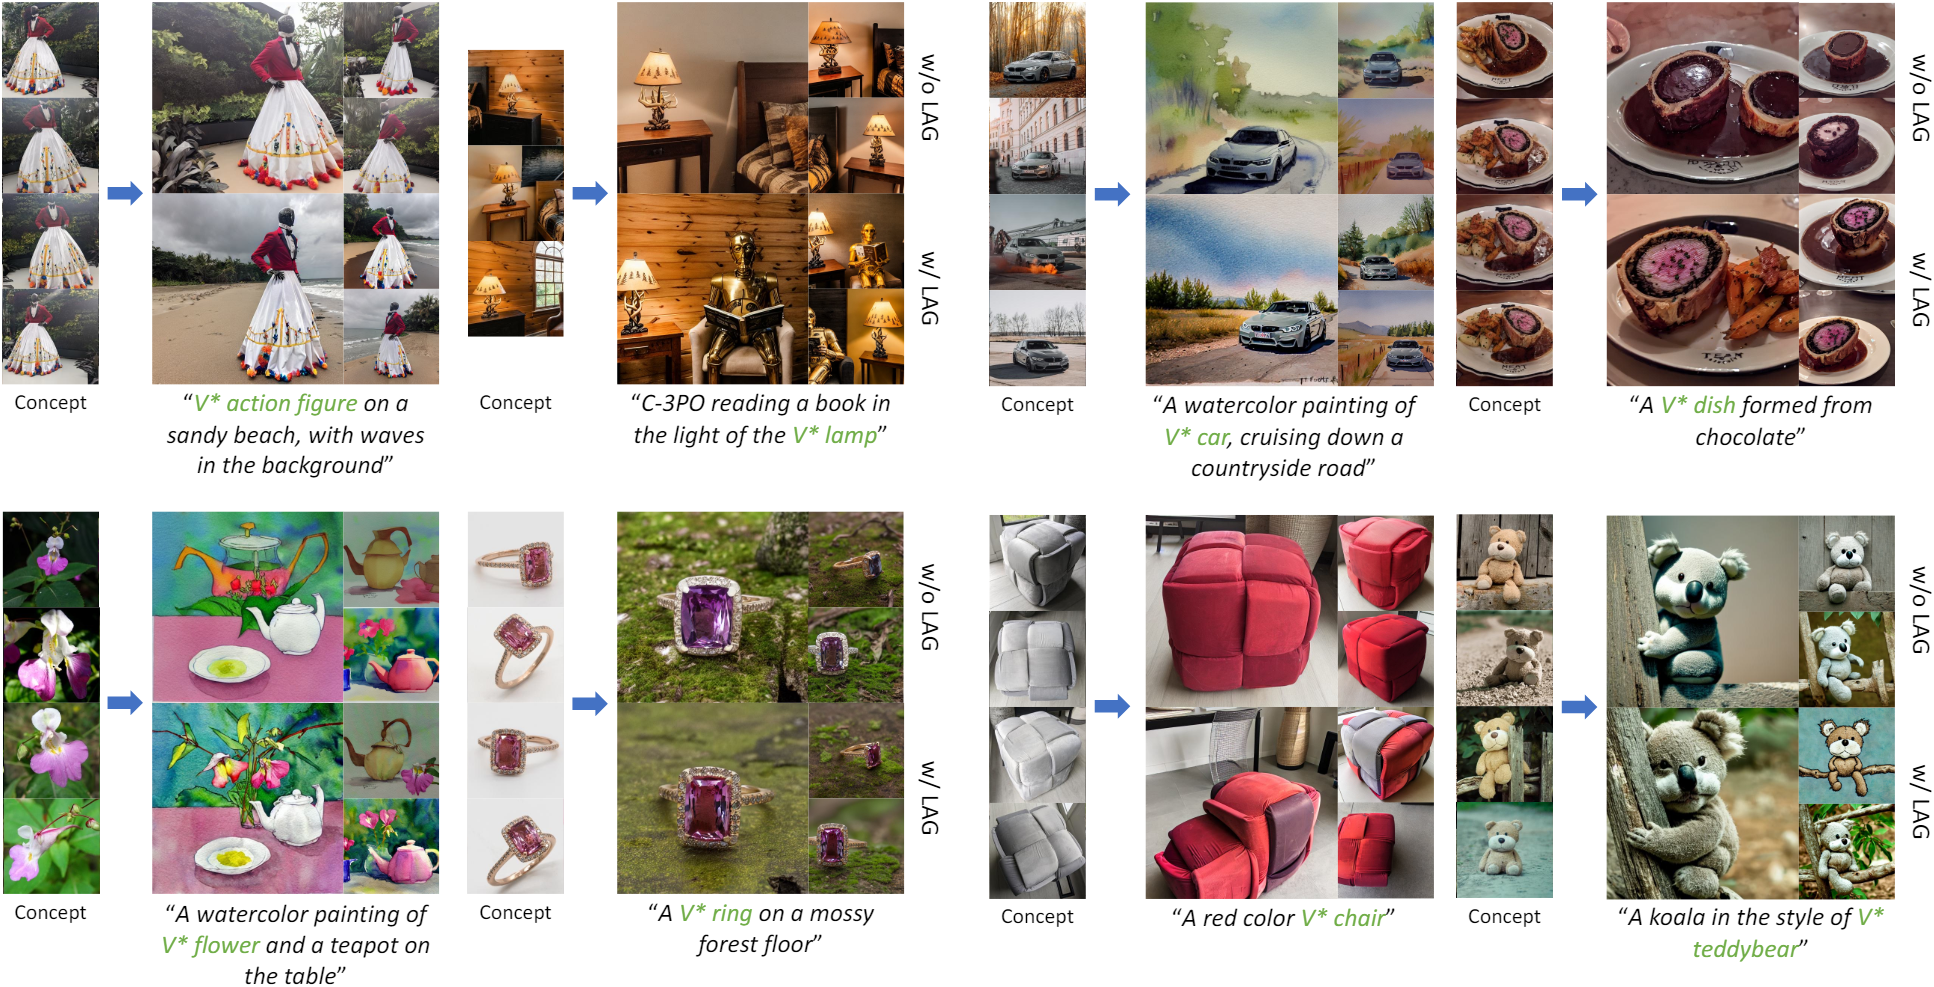 w/o LAG
w/ LAG
w/o LAG
w/ LAG
Concept
“V* action figure on a
sandy beach, with waves
in the background”
Concept
“C-3PO reading a book in
the light of the V* lamp”
Concept
“A watercolor painting of
V* car, cruising down a
countryside road”
Concept
“A V* dish formed from
chocolate”
w/o LAG
w/ LAG
w/o LAG
w/ LAG
Concept
“A watercolor painting of
V* flower and a teapot on
the table”
Concept
“A V* ring on a mossy
forest floor”
Concept
“A red color V* chair”
Concept
“A koala in the style of V*
teddybear”